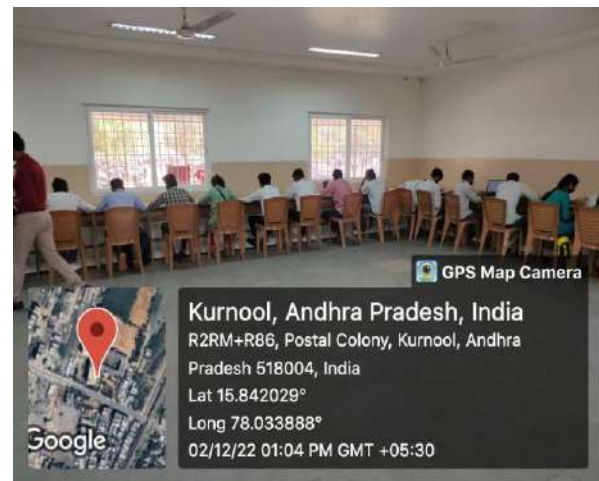 GPS Map Camera
Kurnool, Andhra Pradesh, India
R2RM+R86, Postal Colony, Kurnool, Andhra
Pradesh 518004, India
Lat 15.842029°
Long 78.033888°
02/12/22 01:04 PM GMT +05:30
Google